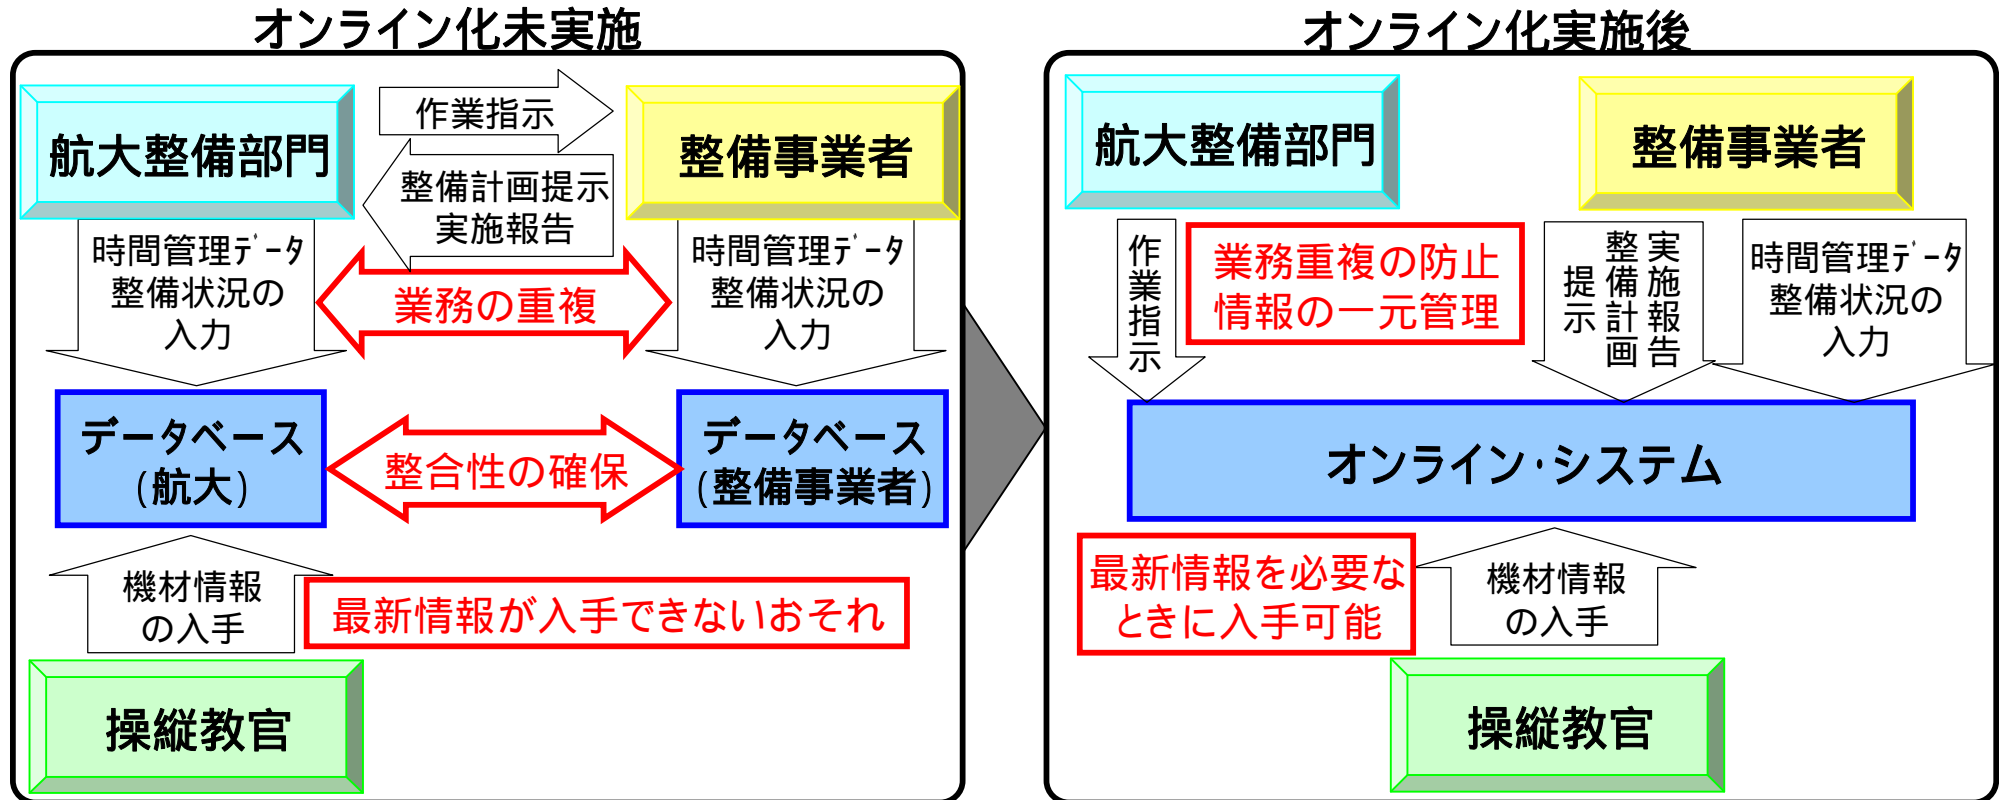 オンライン化未実施
航大整備部門
作業指示
整備計画提示
実施報告
整備事業者
時間管理ﾃﾞｰﾀ
整備状況の
入力
業務の重複
時間管理ﾃﾞｰﾀ
整備状況の
入力
データベース
(航大)
整合性の確保
データベース
(整備事業者)
機材情報
の入手
最新情報が入手できないおそれ
操縦教官
オンライン化実施後
航大整備部門
整備事業者
作業指示
業務重複の防止
情報の一元管理
実施報告
整備計画
提示
時間管理ﾃﾞｰﾀ
整備状況の
入力
オンライン・システム
最新情報を必要な
ときに入手可能
機材情報
の入手
操縦教官